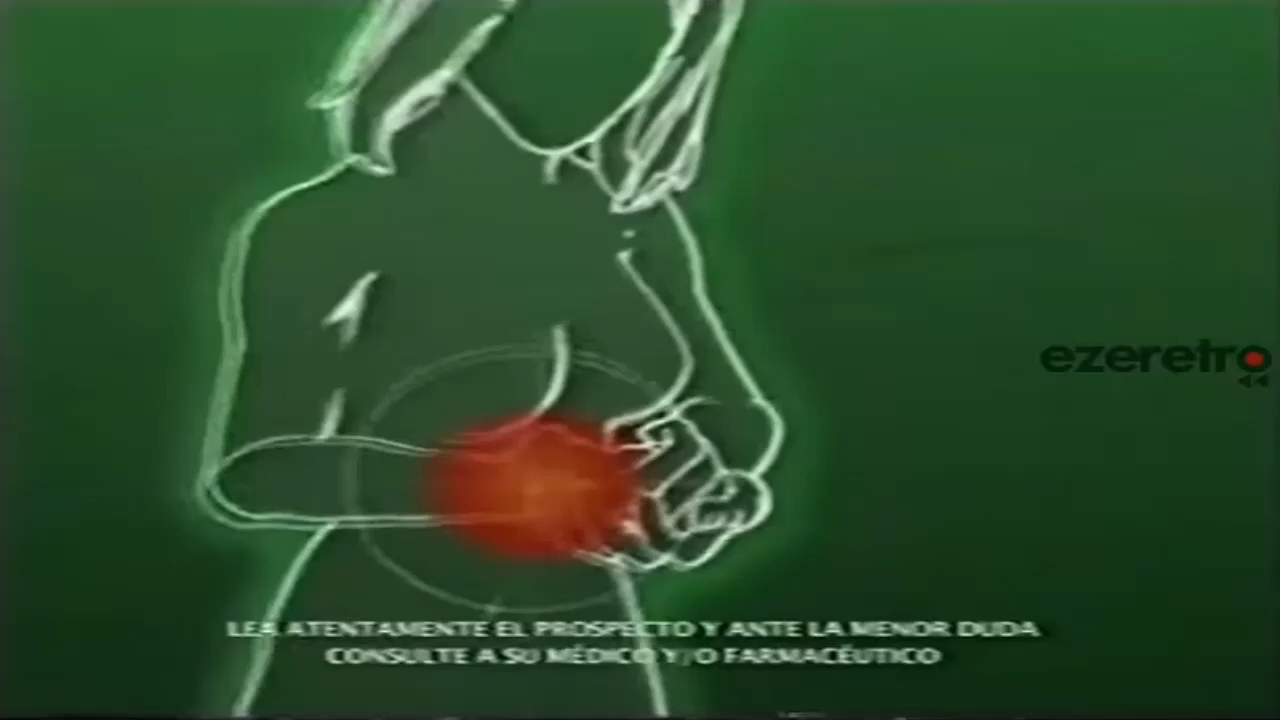 ezeretro
LEA ATENTAMENTE EL PROSPECTO Y ANTE LA MENOR DUDA
CONSULTE A SU MÉDICO Y/O FARMACÉUTICO